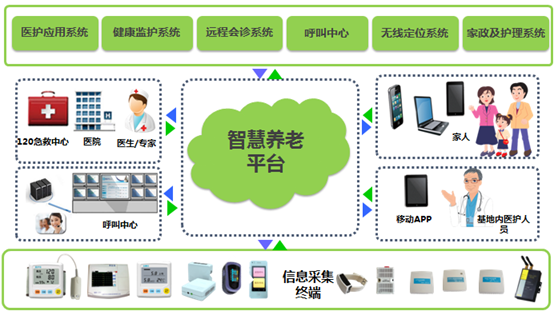 医护应用系统
健康监护系统
远程会诊系统
呼叫中心
无线定位系统
家政及护理系统
120急救中心
医院
医生/专家
智慧养老
平台
家人
呼叫中心
移动APP
基地内医护人
员
信息采集
终端